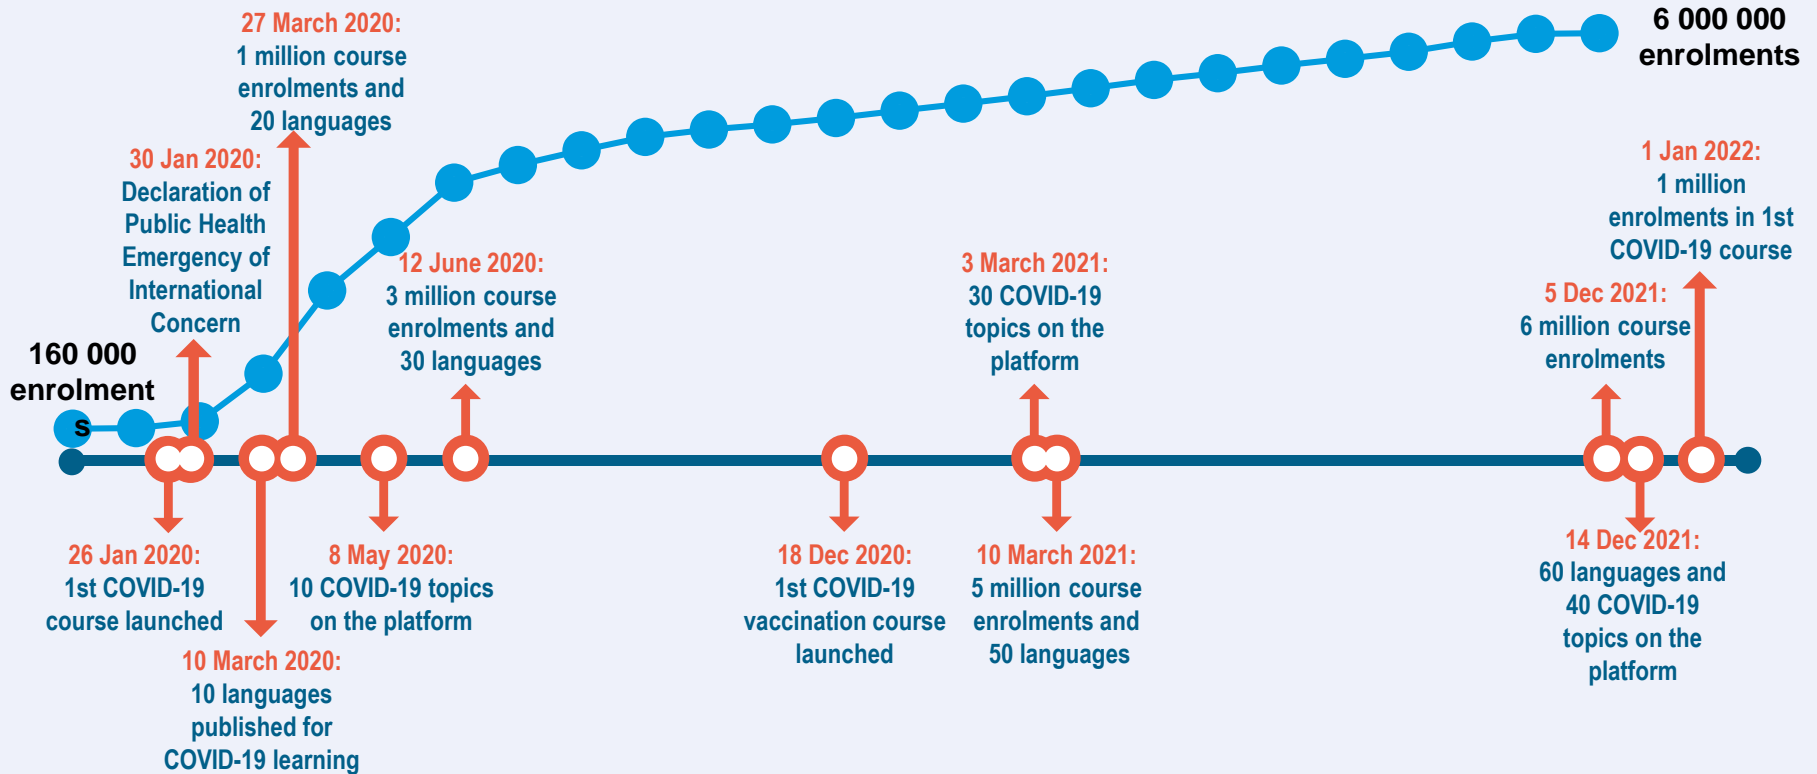 27 March 2020:
1 million course
enrolments and
20 languages
6 000 000
enrolments
30 Jan 2020:
Declaration of
Public Health
Emergency of
International
Concern
1 Jan 2022:
1 million
enrolments in 1st
COVID-19 course
12 June 2020:
3 million course
enrolments and
30 languages
3 March 2021:
30 COVID-19
topics on the
platform
5 Dec 2021:
6 million course
enrolments
160 000
enrolment
s
26 Jan 2020:
1st COVID-19
course launched
8 May 2020:
10 COVID-19 topics
on the platform
18 Dec 2020:
1st COVID-19
vaccination course
launched
10 March 2021:
5 million course
enrolments and
50 languages
14 Dec 2021:
60 languages and
40 COVID-19
topics on the
platform
10 March 2020:
10 languages
published for
COVID-19 learning